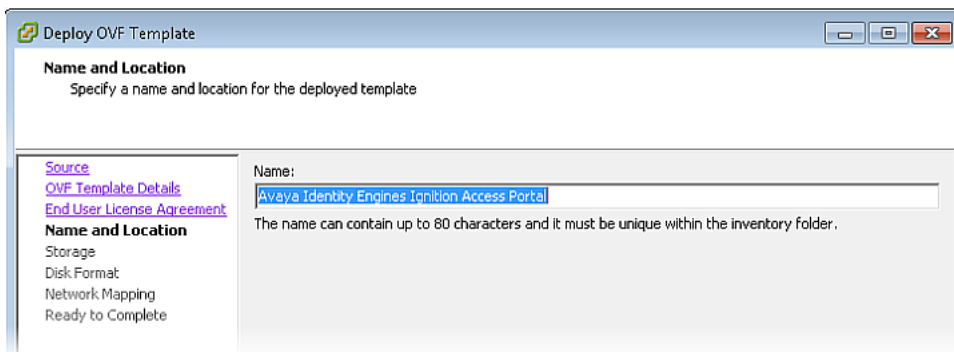 Deploy OVF Template
Name and Location
Specify a name and location for the deployed template
Source
OVF Template Details
End User License Agreement
Name and Location
Storage
Disk Format
Network Mapping
Ready to Complete
Name:
Avaya Identity Engines Ignition Access Portal
The name can contain up to 80 characters and it must be unique within the inventory folder.